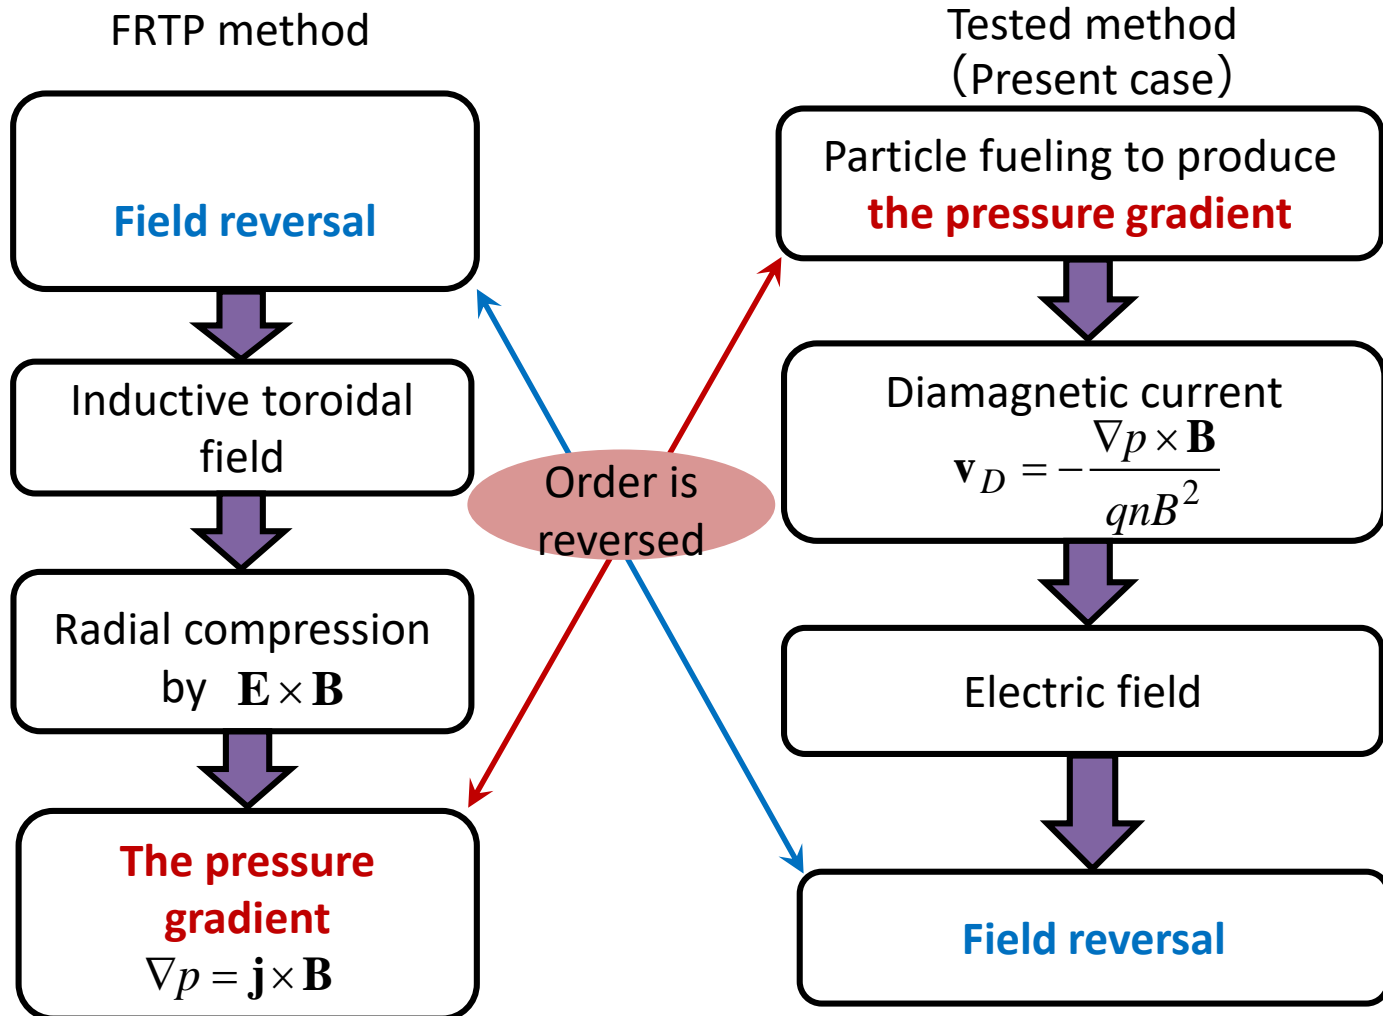 FRTP method
Field reversal
Inductive toroidal
field
Radial compression
by E × B
The pressure
gradient
∇p = j × B
Order is
reversed
Tested method
(Present case)
Particle fueling to produce
the pressure gradient
Diamagnetic current
v_D = −(∇p × B)/(qnB²)
Electric field
Field reversal